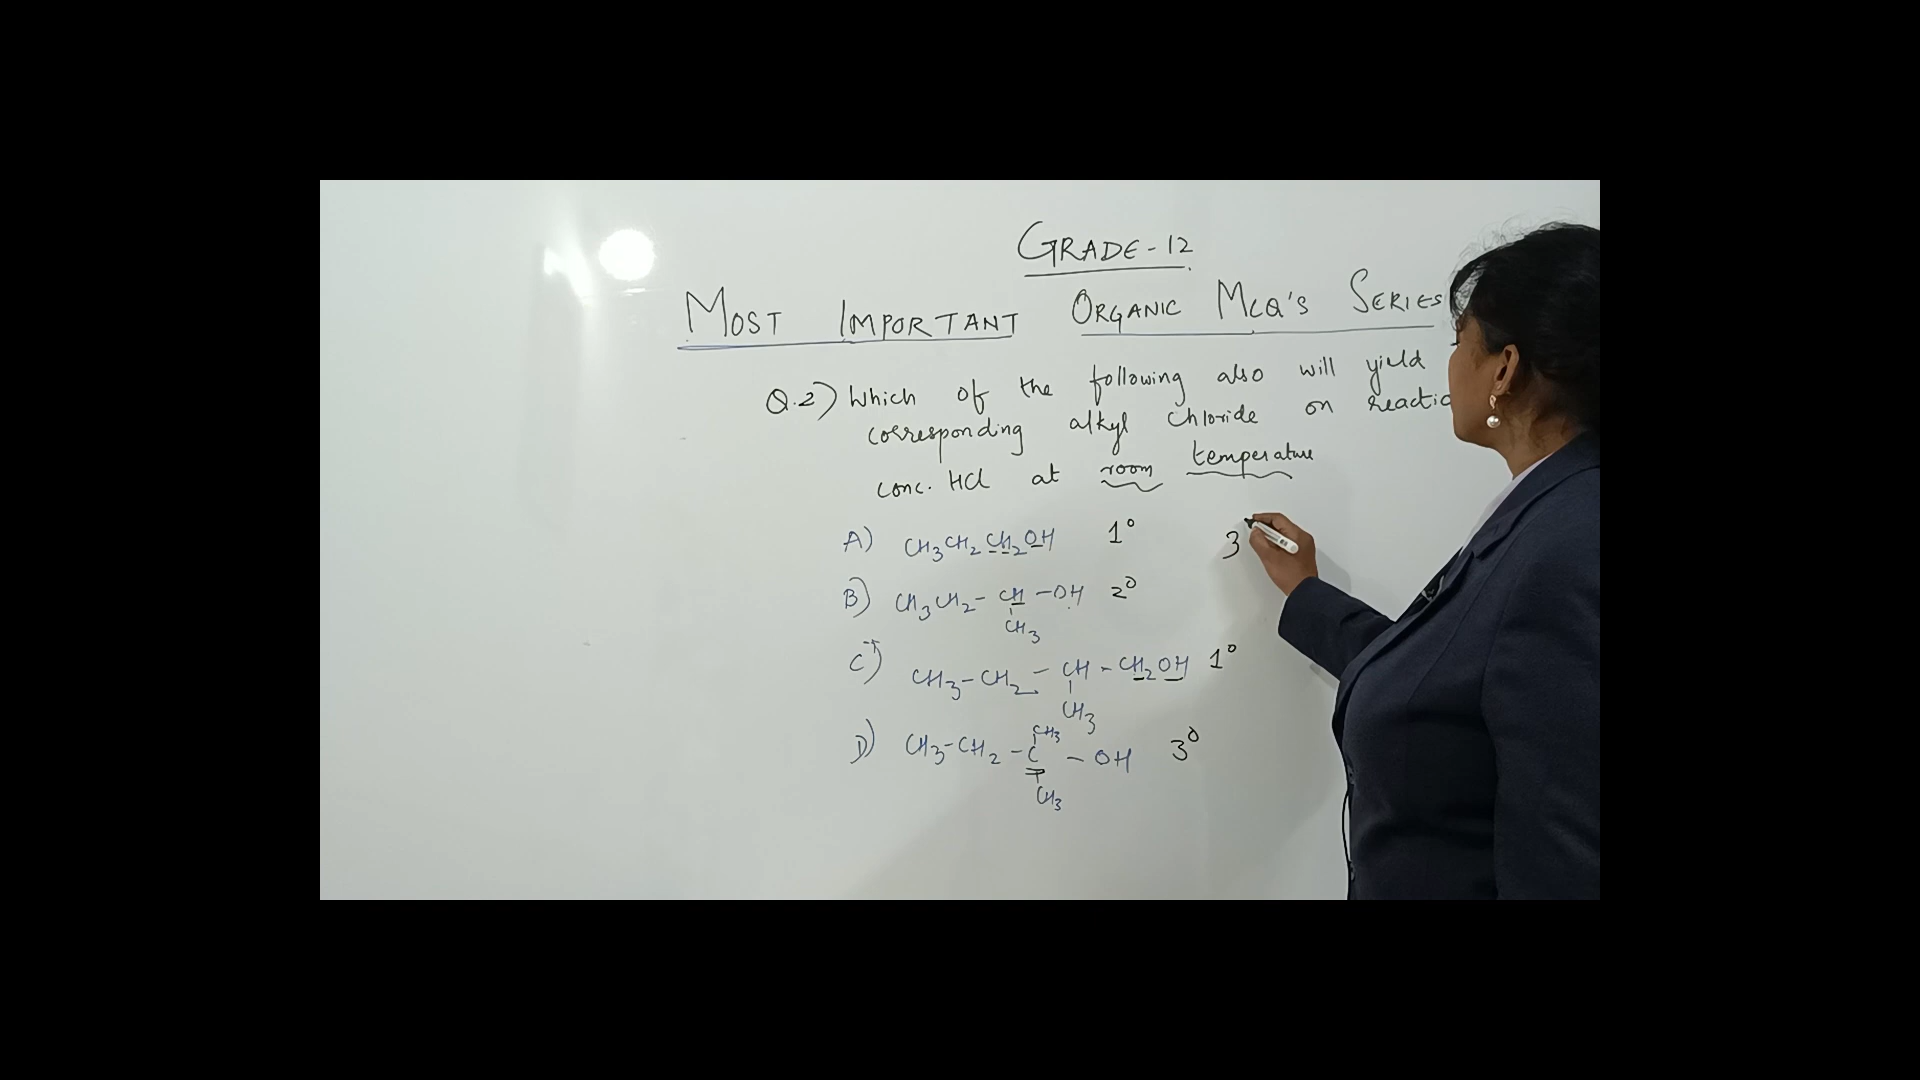 GRADE-12
MOST IMPORTANT ORGANIC MCQ'S SERIES
Q.2) Which of the following also will yield
corresponding alkyl chloride on reactio
conc. HCl at room temperature
A) CH3CH2CH2OH 1° 3
B) CH3CH2-CH-OH 2°
CH3
C) CH3-CH2-CH-CH2OH 1°
CH3
CH3
D) CH3-CH2-C-OH 3°
CH3